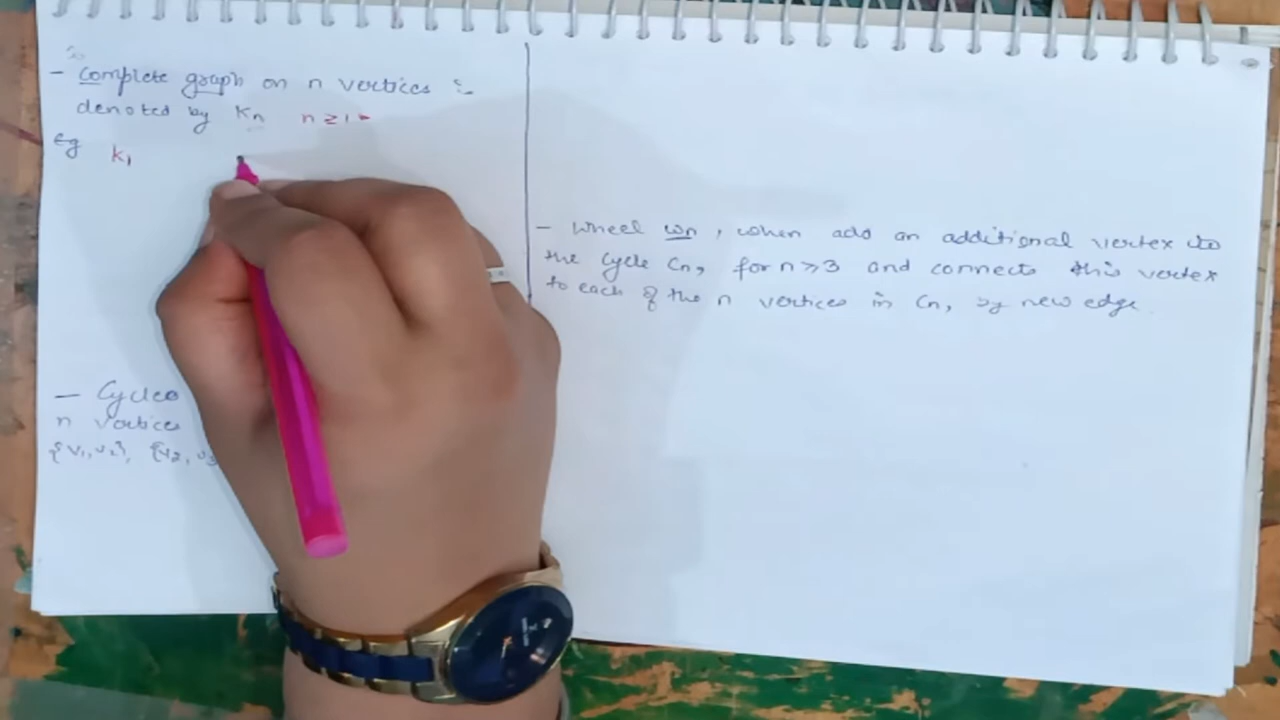 - Complete graph on n vertices is
denoted by Kn n ≥ 1
Eg K1
- Cycles
n vertices
{v1, v2}, {v2, v3
- Wheel wn, when add an additional vertex to
the cycle Cn, for n ≥ 3 and connects this vertex
to each of the n vertices in Cn, by new edge